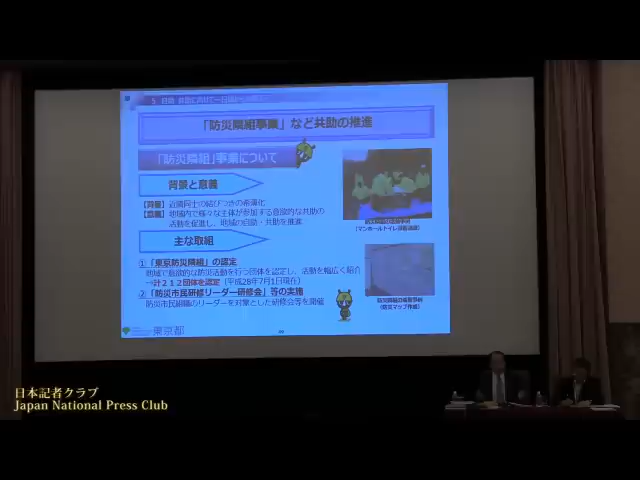 「防災隣組事業」など共助の推進
「防災隣組」事業について
背景と意義
【背景】近隣同士の結びつきの希薄化
【意義】地域内で様々な主体が参加する意欲的な共助の
活動を促進し、地域の自助・共助を推進
主な取組
①「東京防災隣組」の認定
地域で意欲的な防災活動を行う団体を認定し、活動を幅広く紹介
→計212団体を認定（平成28年7月1日現在）
②「防災市民研修リーダー研修会」等の実施
防災市民組織のリーダーを対象とした研修会等を開催
（マンホールトイレ訓練）
（防災マップ作成）
東京都
日本記者クラブ
Japan National Press Club